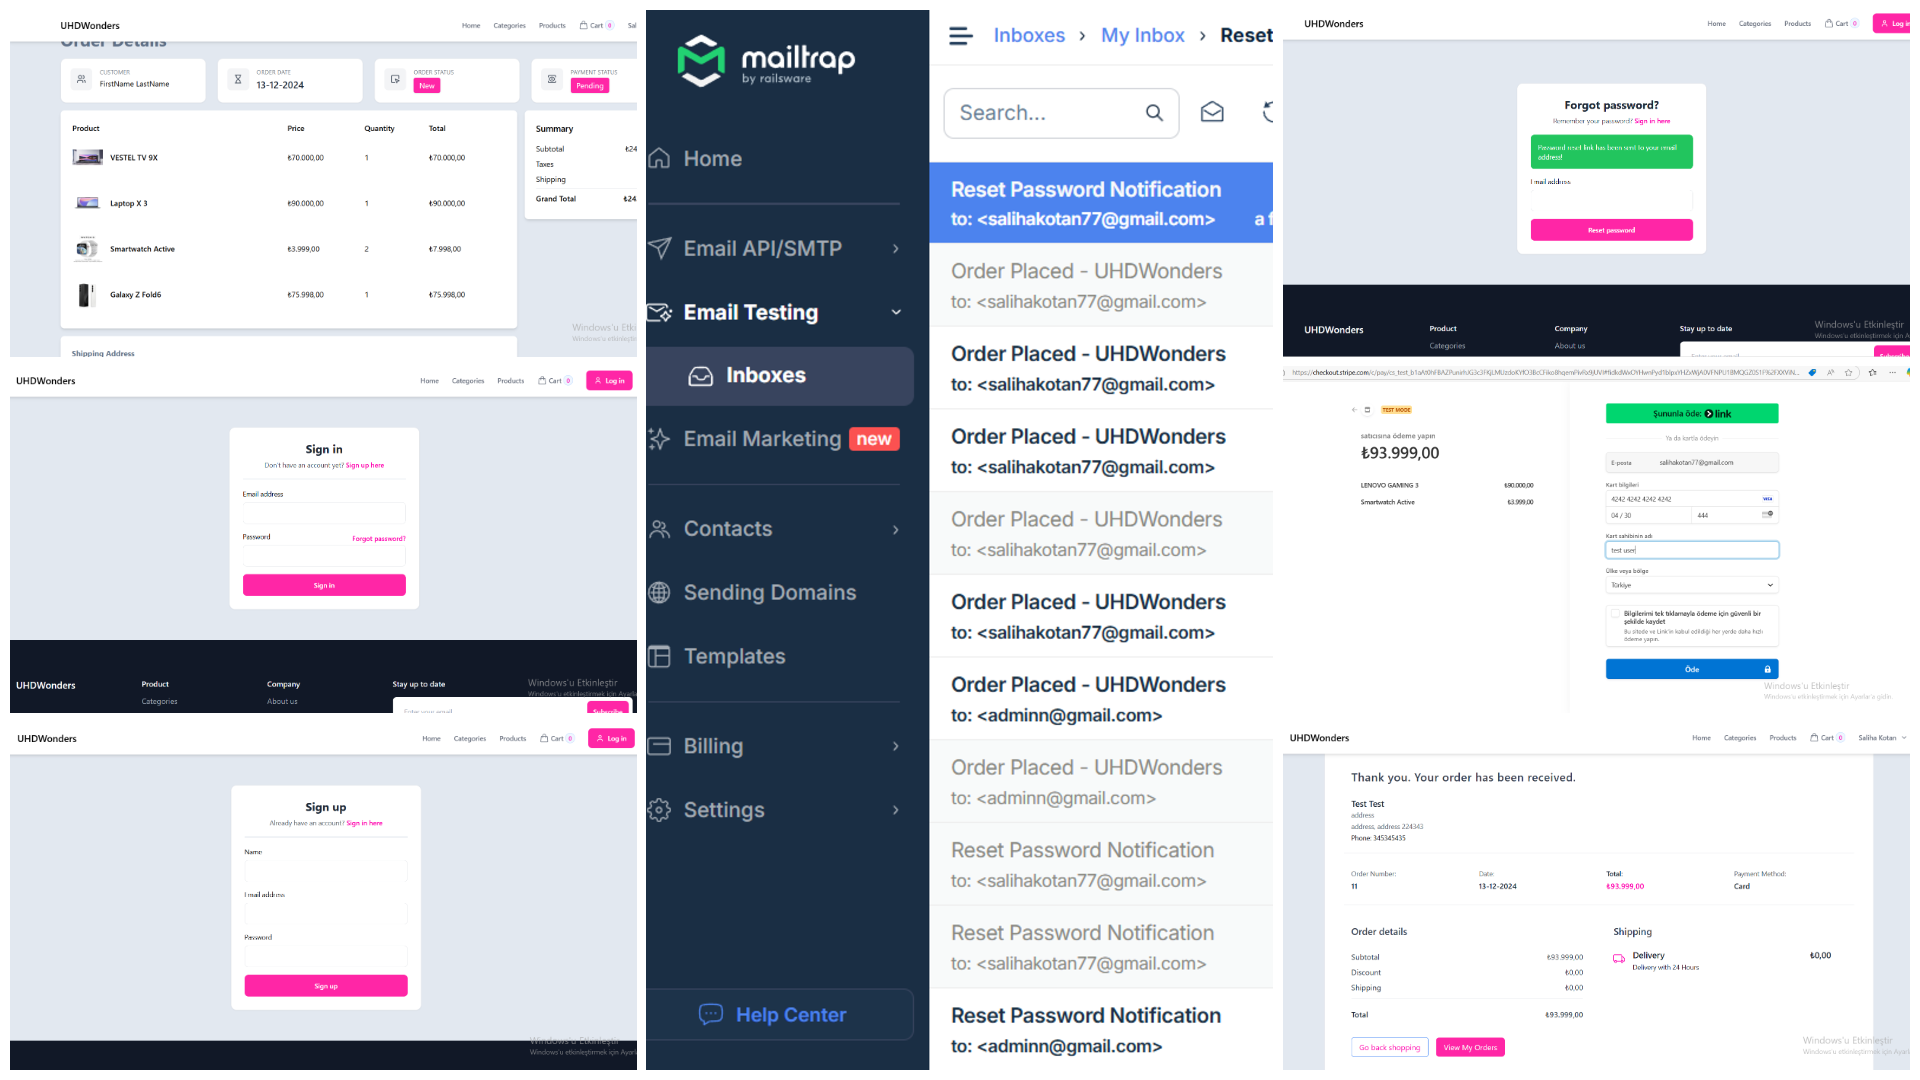 UHDWonders
Home Categories Products Cart 0 Sal
Order Details
CUSTOMER
FirstName LastName
ORDER DATE
13-12-2024
ORDER STATUS
New
PAYMENT STATUS
Pending
Product Price Quantity Total
VESTEL TV 9X ₺70.000,00 1 ₺70.000,00
Laptop X 3 ₺90.000,00 1 ₺90.000,00
Smartwatch Active ₺3.999,00 2 ₺7.998,00
Galaxy Z Fold6 ₺75.998,00 1 ₺75.998,00
Summary
Subtotal ₺24
Taxes
Shipping
Grand Total ₺24
Windows'u Etki
Windows'u etkinleştir
Shipping Address
UHDWonders
Home Categories Products Cart 0 Log in
Sign in
Don't have an account yet? Sign up here
Email address
Password Forgot password?
Sign in
UHDWonders Product Company Stay up to date
Categories About us Enter your email Subscribe
Windows'u Etkinleştir
Windows'u etkinleştirmek için Ayarla
UHDWonders
Home Categories Products Cart 0 Log in
Sign up
Already have an account? Sign in here
Name
Email address
Password
Sign up
Windows'u Etkinleştir
Windows'u etkinleştirmek için Ayarl
mailtrap
by railsware
Home
Email API/SMTP
Email Testing
Inboxes
Email Marketing new
Contacts
Sending Domains
Templates
Billing
Settings
Help Center
Inboxes › My Inbox › Reset
Search...
Reset Password Notification
to: <salihakotan77@gmail.com> a f
Order Placed - UHDWonders
to: <salihakotan77@gmail.com>
Order Placed - UHDWonders
to: <salihakotan77@gmail.com>
Order Placed - UHDWonders
to: <salihakotan77@gmail.com>
Order Placed - UHDWonders
to: <salihakotan77@gmail.com>
Order Placed - UHDWonders
to: <salihakotan77@gmail.com>
Order Placed - UHDWonders
to: <adminn@gmail.com>
Order Placed - UHDWonders
to: <adminn@gmail.com>
Reset Password Notification
to: <salihakotan77@gmail.com>
Reset Password Notification
to: <salihakotan77@gmail.com>
Reset Password Notification
to: <adminn@gmail.com>
UHDWonders
Home Categories Products Cart 0 Log in
Forgot password?
Remember your password? Sign in here
Password reset link has been sent to your email
address!
Email address
Reset password
UHDWonders Product Company Stay up to date
Categories About us Enter your email Subscribe
Windows'u Etkinleştir
Windows'u etkinleştirmek için A
TEST MODE
satıcısına ödeme yapın
₺93.999,00
LENOVO GAMING 3 ₺90.000,00
Smartwatch Active ₺3.999,00
Şununla öde: link
Ya da kartla ödeyin
E-posta salihakotan77@gmail.com
Kart bilgileri
4242 4242 4242 4242 VISA
04 / 30 444
Kart sahibinin adı
test user
Ülke veya bölge
Türkiye
Bilgilerimi tek tıklamayla ödeme için güvenli bir
şekilde kaydet
Bu sitede ve Link'in kabul edildiği her yerde daha hızlı
ödeme yapın.
Öde
Windows'u Etkinleştir
Windows'u etkinleştirmek için Ayarlar'a gidin.
UHDWonders
Home Categories Products Cart 0 Saliha Kotan
Thank you. Your order has been received.
Test Test
address
address, address 224343
Phone: 345345435
Order Number: Date: Total: Payment Method:
11 13-12-2024 ₺93.999,00 Card
Order details
Subtotal ₺93.999,00
Discount ₺0,00
Shipping ₺0,00
Total ₺93.999,00
Shipping
Delivery ₺0,00
Delivery with 24 Hours
Go back shopping View My Orders
Windows'u Etkinleştir
Windows'u etkinleştirmek için Ayarl